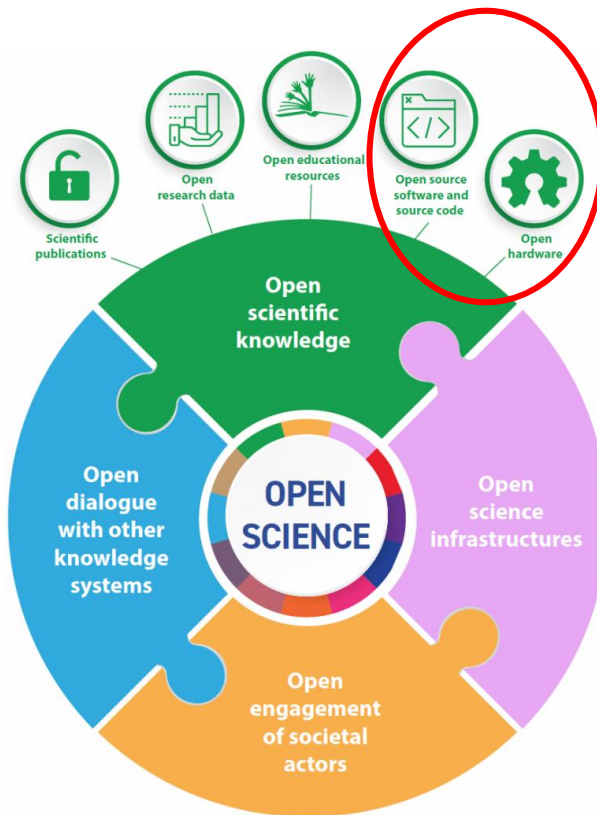 Scientific
publications
Open
research data
Open educational
resources
</>
Open source
software and
source code
Open
hardware
Open
scientific
knowledge
Open
dialogue
with other
knowledge
systems
OPEN
SCIENCE
Open
science
infrastructures
Open
engagement
of societal
actors